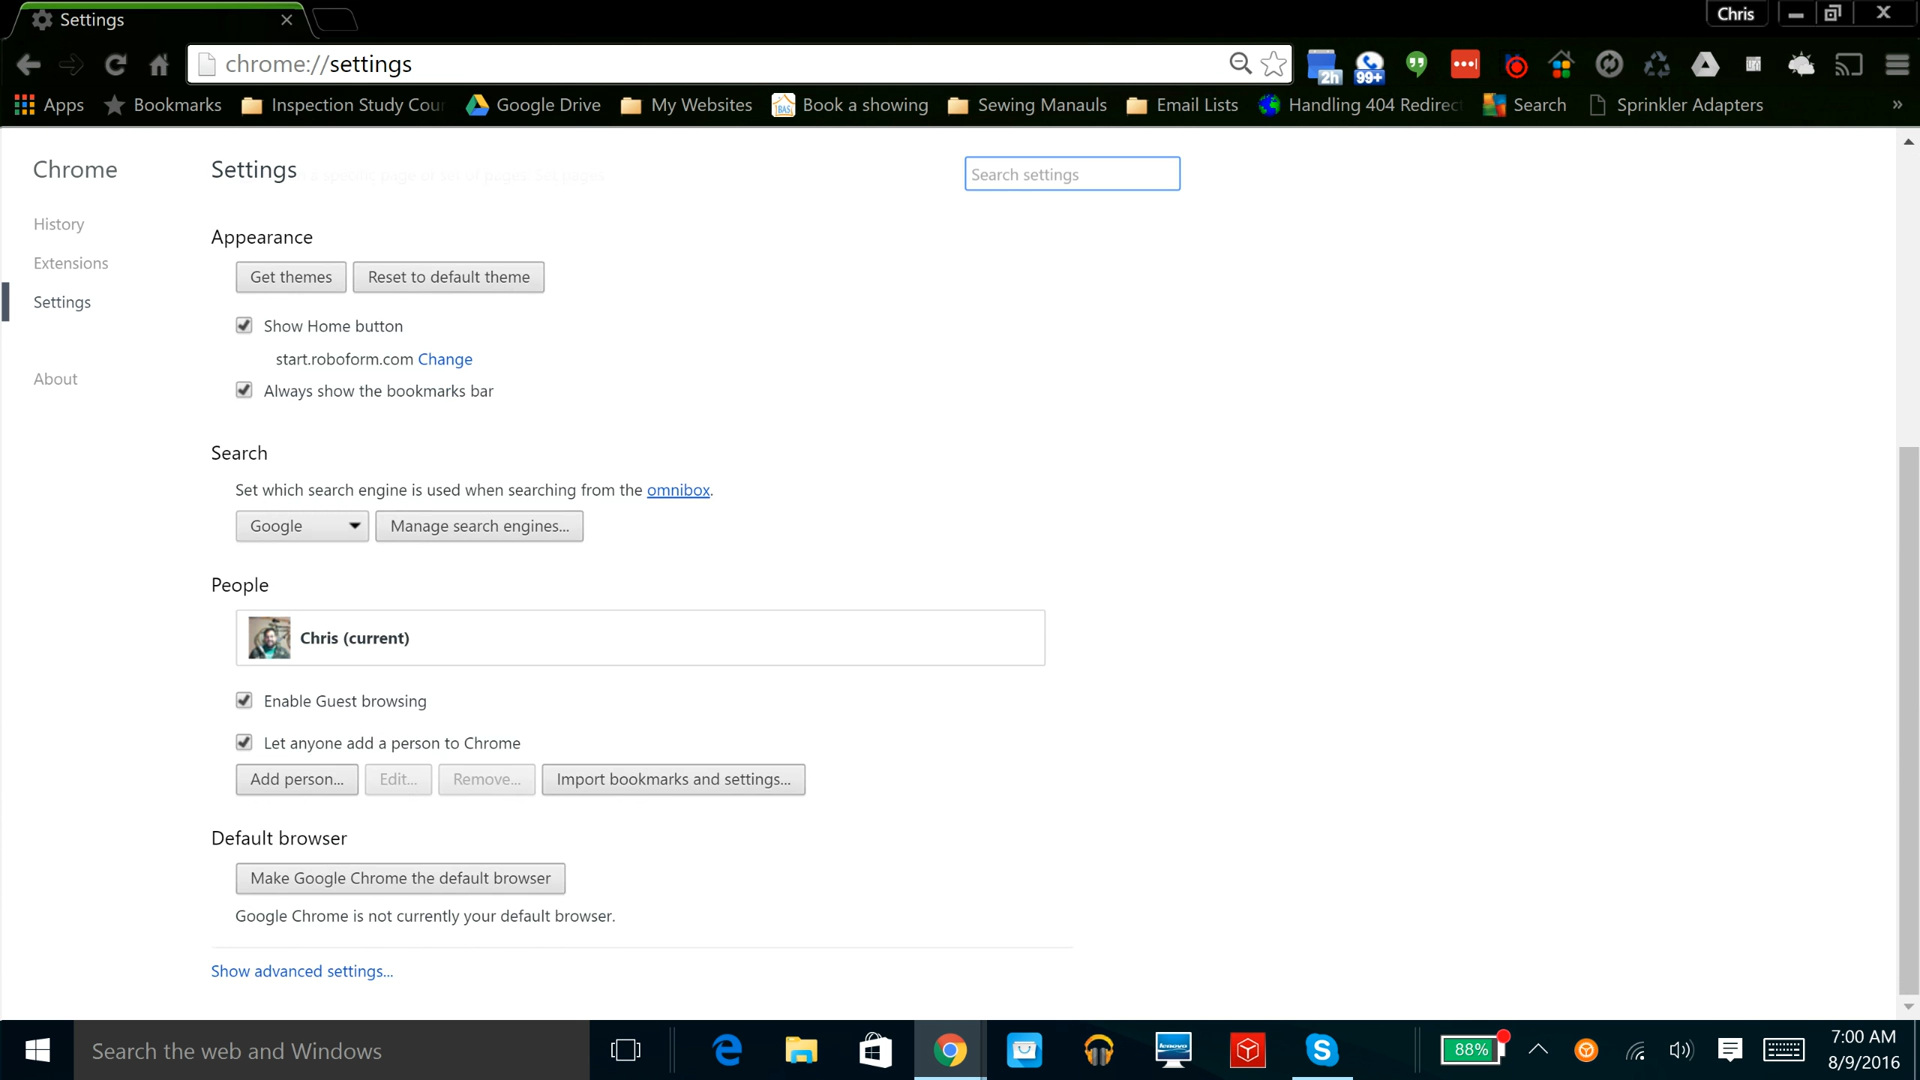 Settings
Chris
chrome://settings
2h
99+
Apps
Bookmarks
Inspection Study Cour
Google Drive
My Websites
Book a showing
Sewing Manauls
Email Lists
Handling 404 Redirec
Search
Sprinkler Adapters
»
Chrome
Settings
Search settings
History
Extensions
Settings
About
Appearance
Get themes
Reset to default theme
Show Home button
start.roboform.com Change
Always show the bookmarks bar
Search
Set which search engine is used when searching from the omnibox.
Google
Manage search engines...
People
Chris (current)
Enable Guest browsing
Let anyone add a person to Chrome
Add person...
Edit...
Remove...
Import bookmarks and settings...
Default browser
Make Google Chrome the default browser
Google Chrome is not currently your default browser.
Show advanced settings...
Search the web and Windows
88%
7:00 AM
8/9/2016